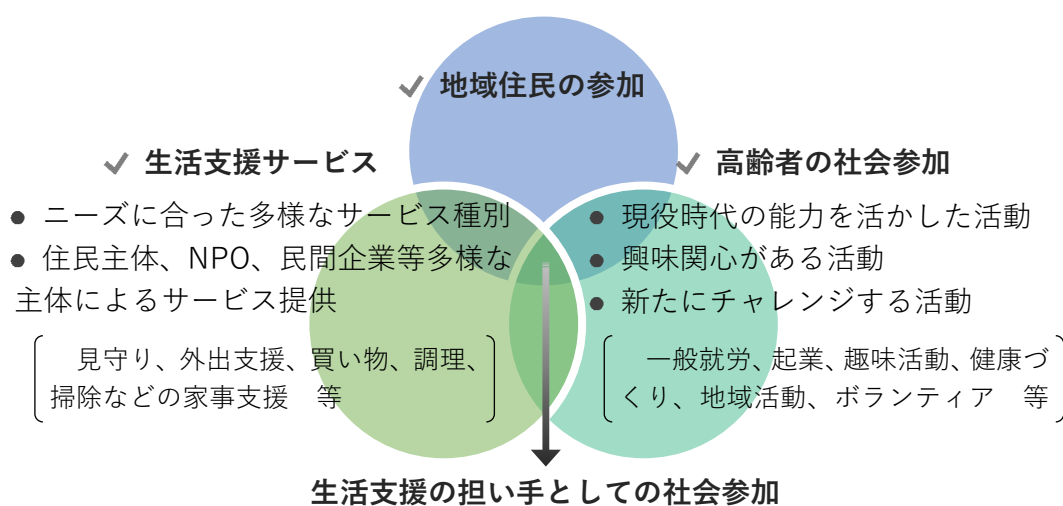 地域住民の参加
生活支援サービス
● ニーズに合った多様なサービス種別
● 住民主体、NPO、民間企業等多様な
主体によるサービス提供
見守り、外出支援、買い物、調理、
掃除などの家事支援　等
高齢者の社会参加
● 現役時代の能力を活かした活動
● 興味関心がある活動
● 新たにチャレンジする活動
一般就労、起業、趣味活動、健康づ
くり、地域活動、ボランティア　等
生活支援の担い手としての社会参加